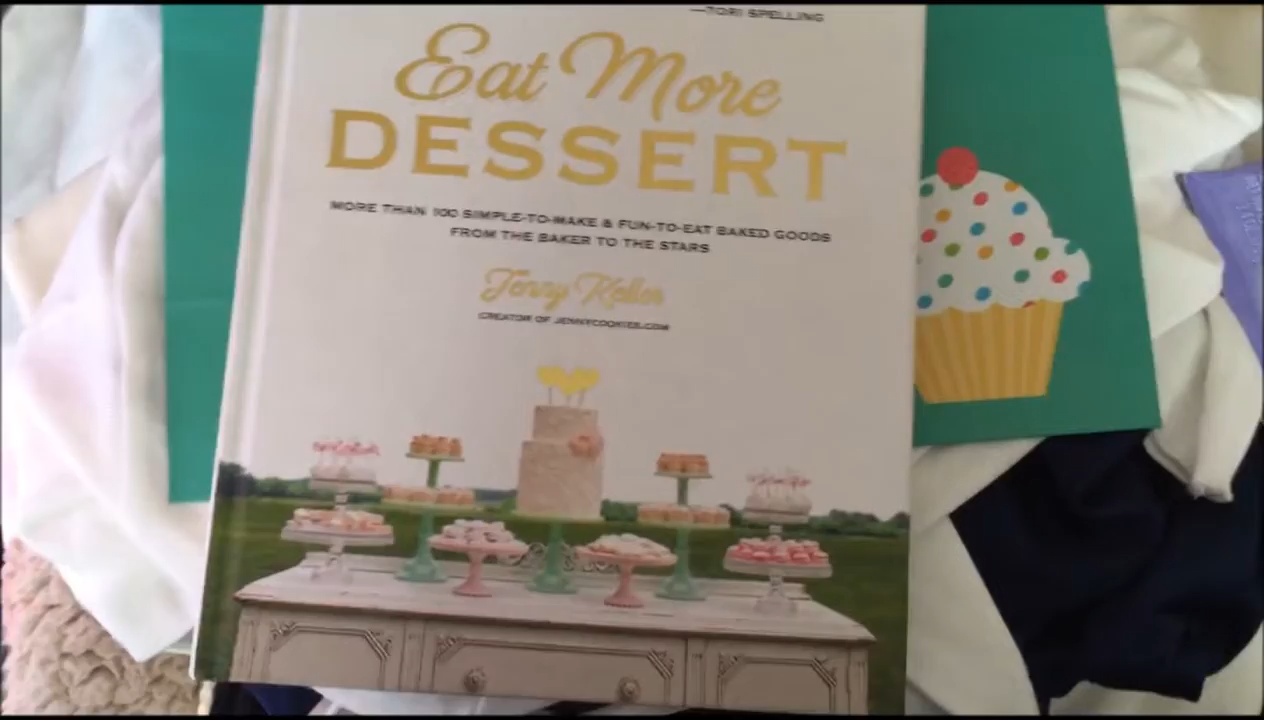 —TORI SPELLING
Eat More
DESSERT
MORE THAN 100 SIMPLE-TO-MAKE & FUN-TO-EAT BAKED GOODS
FROM THE BAKER TO THE STARS
Jenny Keller
CREATOR OF JENNYCOOKIES.COM